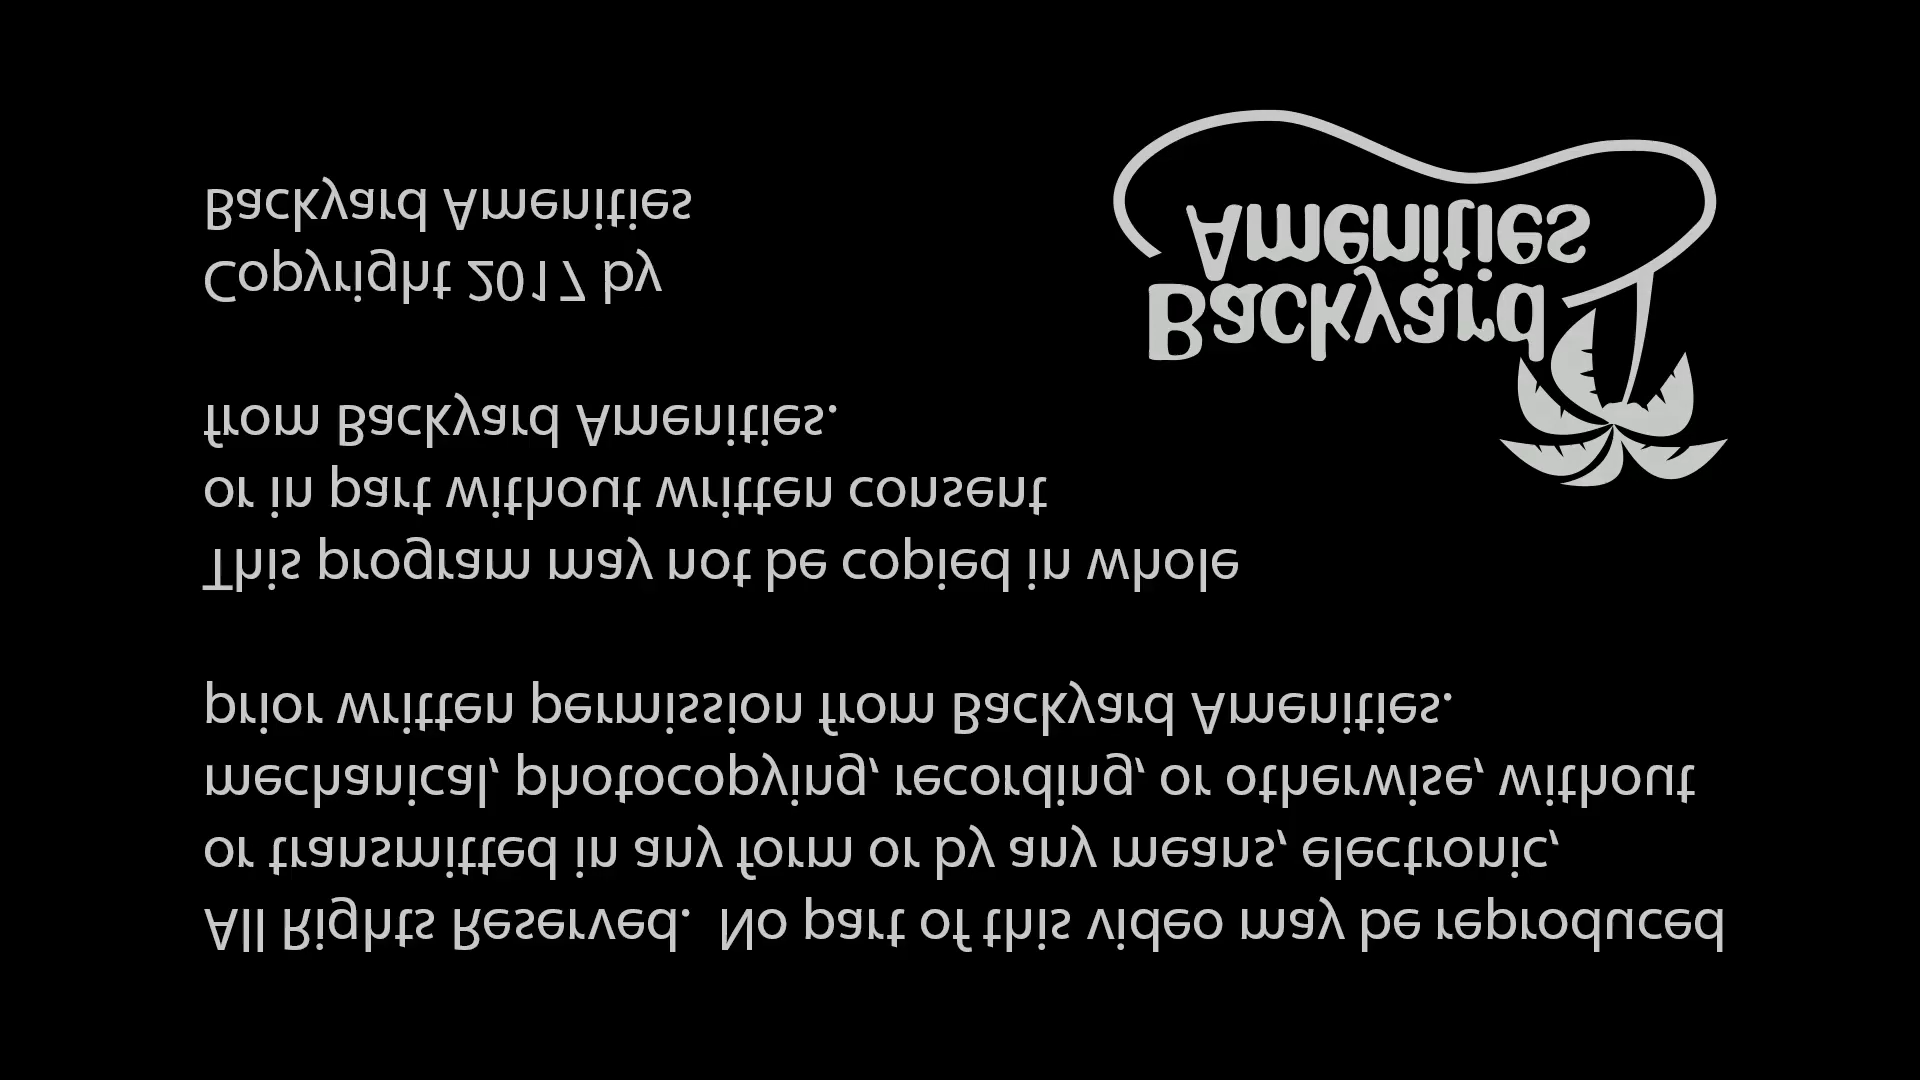 All Rights Reserved.  No part of this video may be reproduced
or transmitted in any form or by any means, electronic,
mechanical, photocopying, recording, or otherwise, without
prior written permission from Backyard Amenities.
This program may not be copied in whole
or in part without written consent
from Backyard Amenities.
Copyright 2017 by
Backyard Amenities
Backyard
Amenities